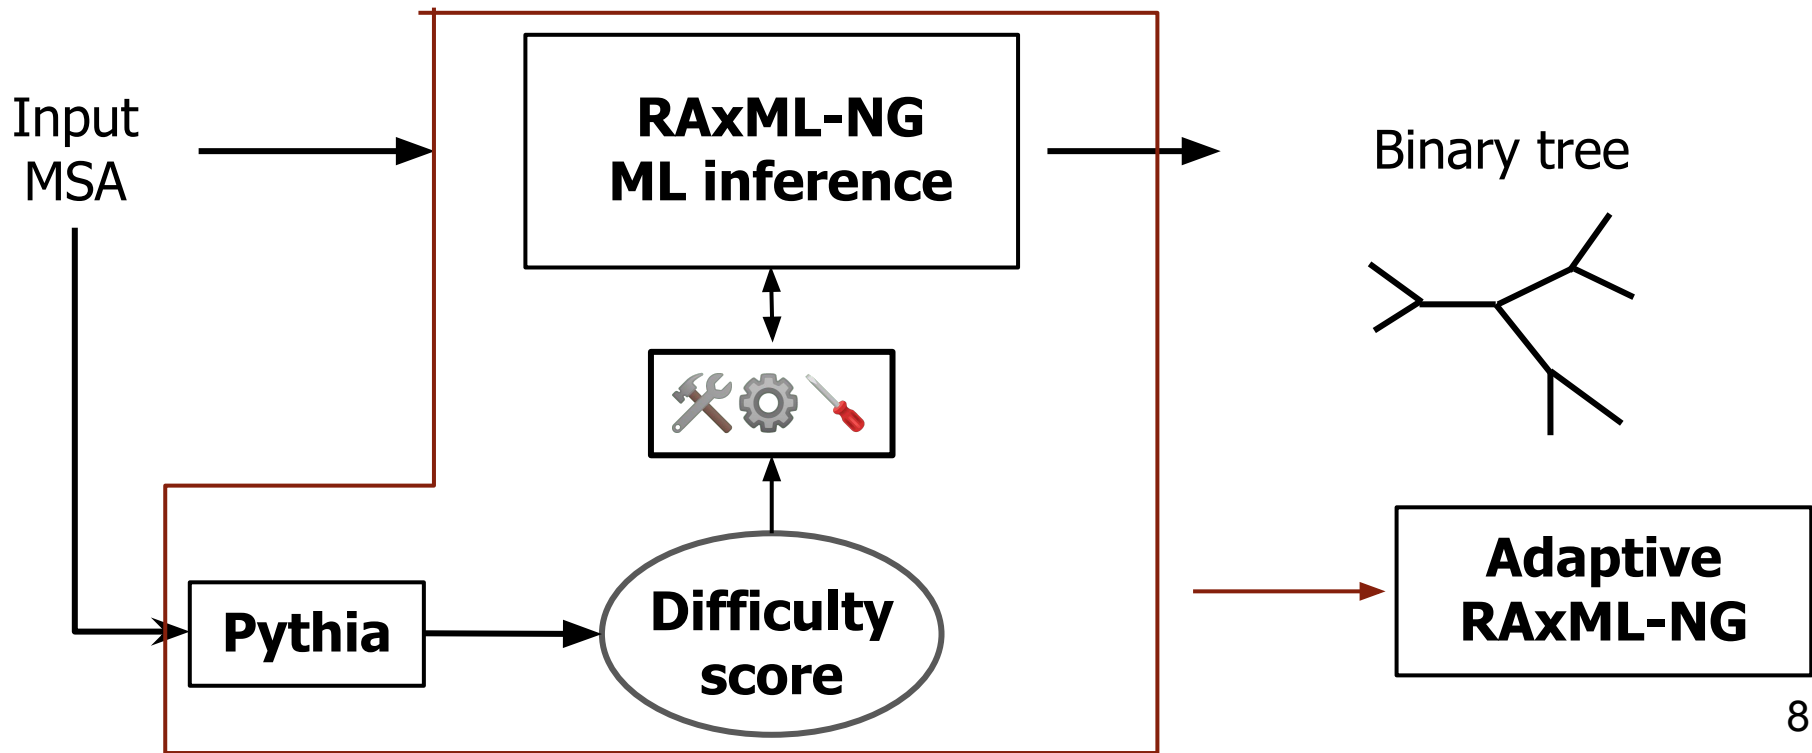 Input
MSA
RAxML-NG
ML inference
Binary tree
Pythia
Difficulty
score
Adaptive
RAxML-NG
8